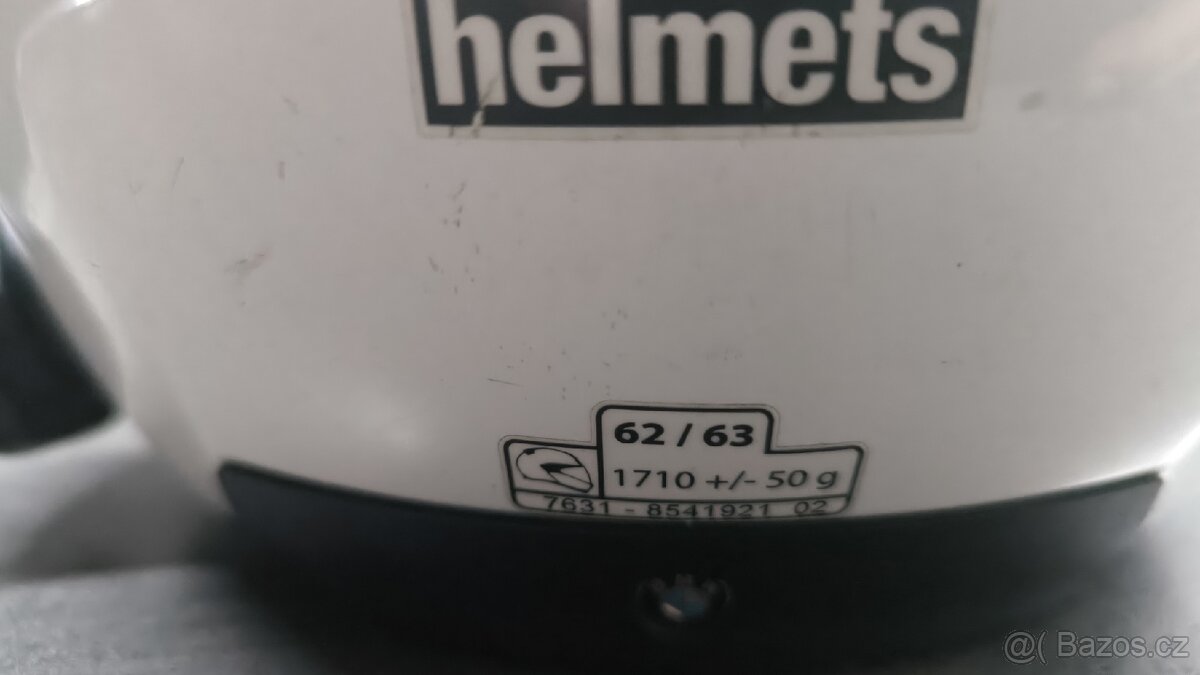 helmets
62 / 63
1710 +/- 50 g
7631 - 8541921 02
@( Bazos.cz